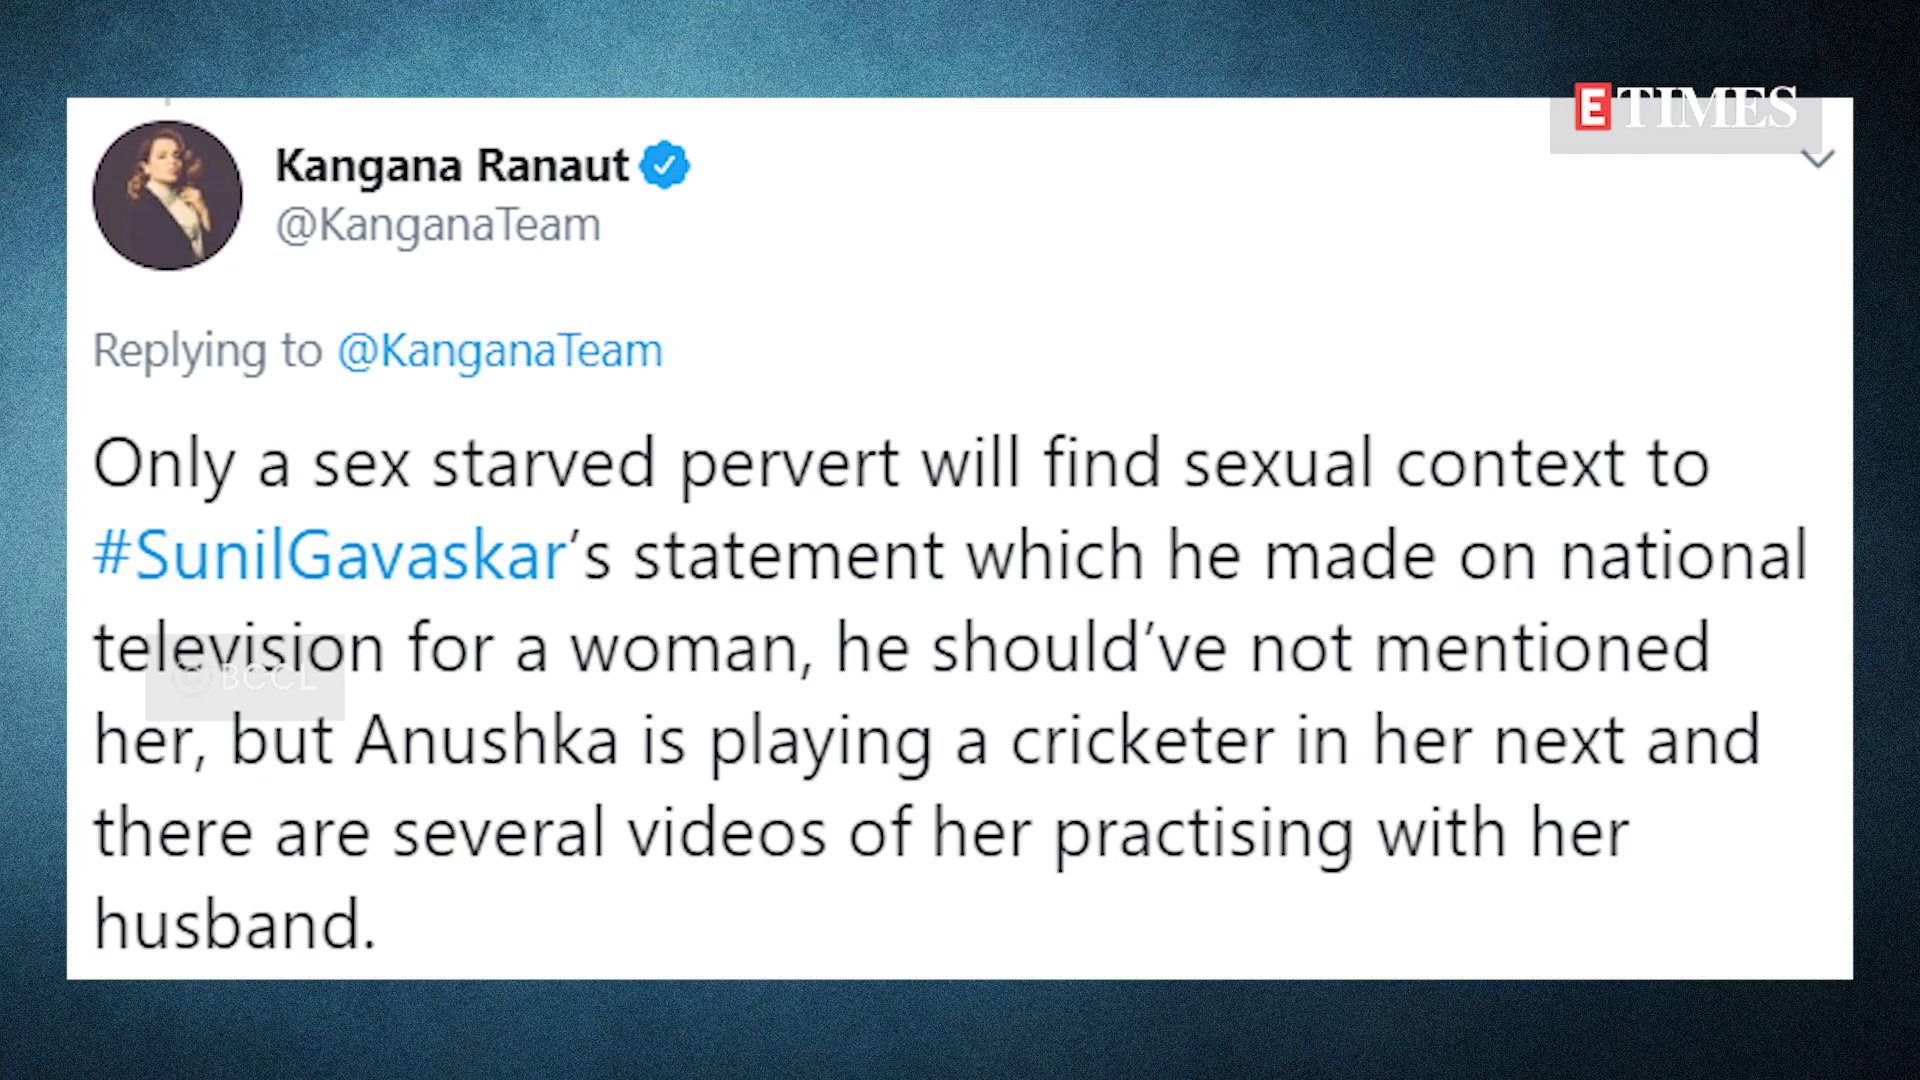 E TIMES
Kangana Ranaut
@KanganaTeam
Replying to @KanganaTeam
Only a sex starved pervert will find sexual context to
#SunilGavaskar’s statement which he made on national
television for a woman, he should’ve not mentioned
© BCCL
her, but Anushka is playing a cricketer in her next and
there are several videos of her practising with her
husband.